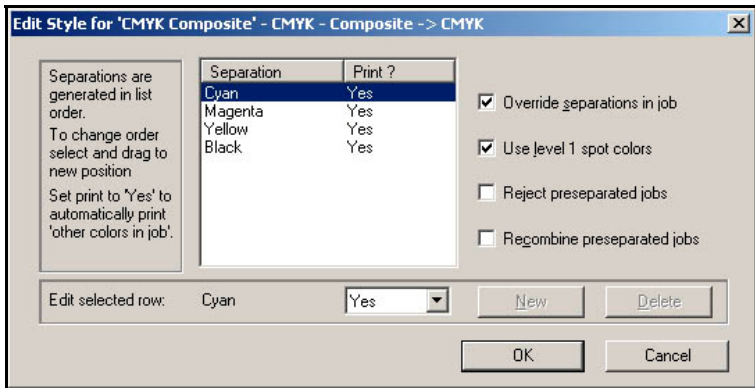 Edit Style for 'CMYK Composite' - CMYK - Composite -> CMYK
Separations are
generated in list
order.
To change order
select and drag to
new position
Set print to 'Yes' to
automatically print
'other colors in job'.
Separation Print ?
Cyan Yes
Magenta Yes
Yellow Yes
Black Yes
Override separations in job
Use level 1 spot colors
Reject preseparated jobs
Recombine preseparated jobs
Edit selected row: Cyan Yes New Delete
OK Cancel